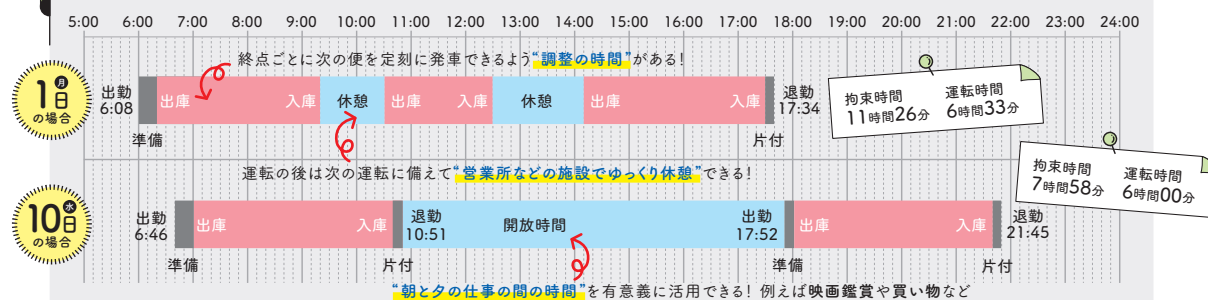 5:00 6:00 7:00 8:00 9:00 10:00 11:00 12:00 13:00 14:00 15:00 16:00 17:00 18:00 19:00 20:00 21:00 22:00 23:00 24:00
終点ごとに次の便を定刻に発車できるよう“調整の時間”がある!
1日
月
の場合
出勤
6:08
出庫
入庫
休憩
出庫
入庫
休憩
出庫
入庫
退勤
17:34
準備
片付
拘束時間
11時間26分
運転時間
6時間33分
運転の後は次の運転に備えて“営業所などの施設でゆっくり休憩”できる!
拘束時間
7時間58分
運転時間
6時間00分
10日
水
の場合
出勤
6:46
出庫
入庫
退勤
10:51
開放時間
出勤
17:52
出庫
入庫
退勤
21:45
準備
片付
準備
片付
“朝と夕の仕事の間の時間”を有意義に活用できる! 例えば映画鑑賞や買い物など